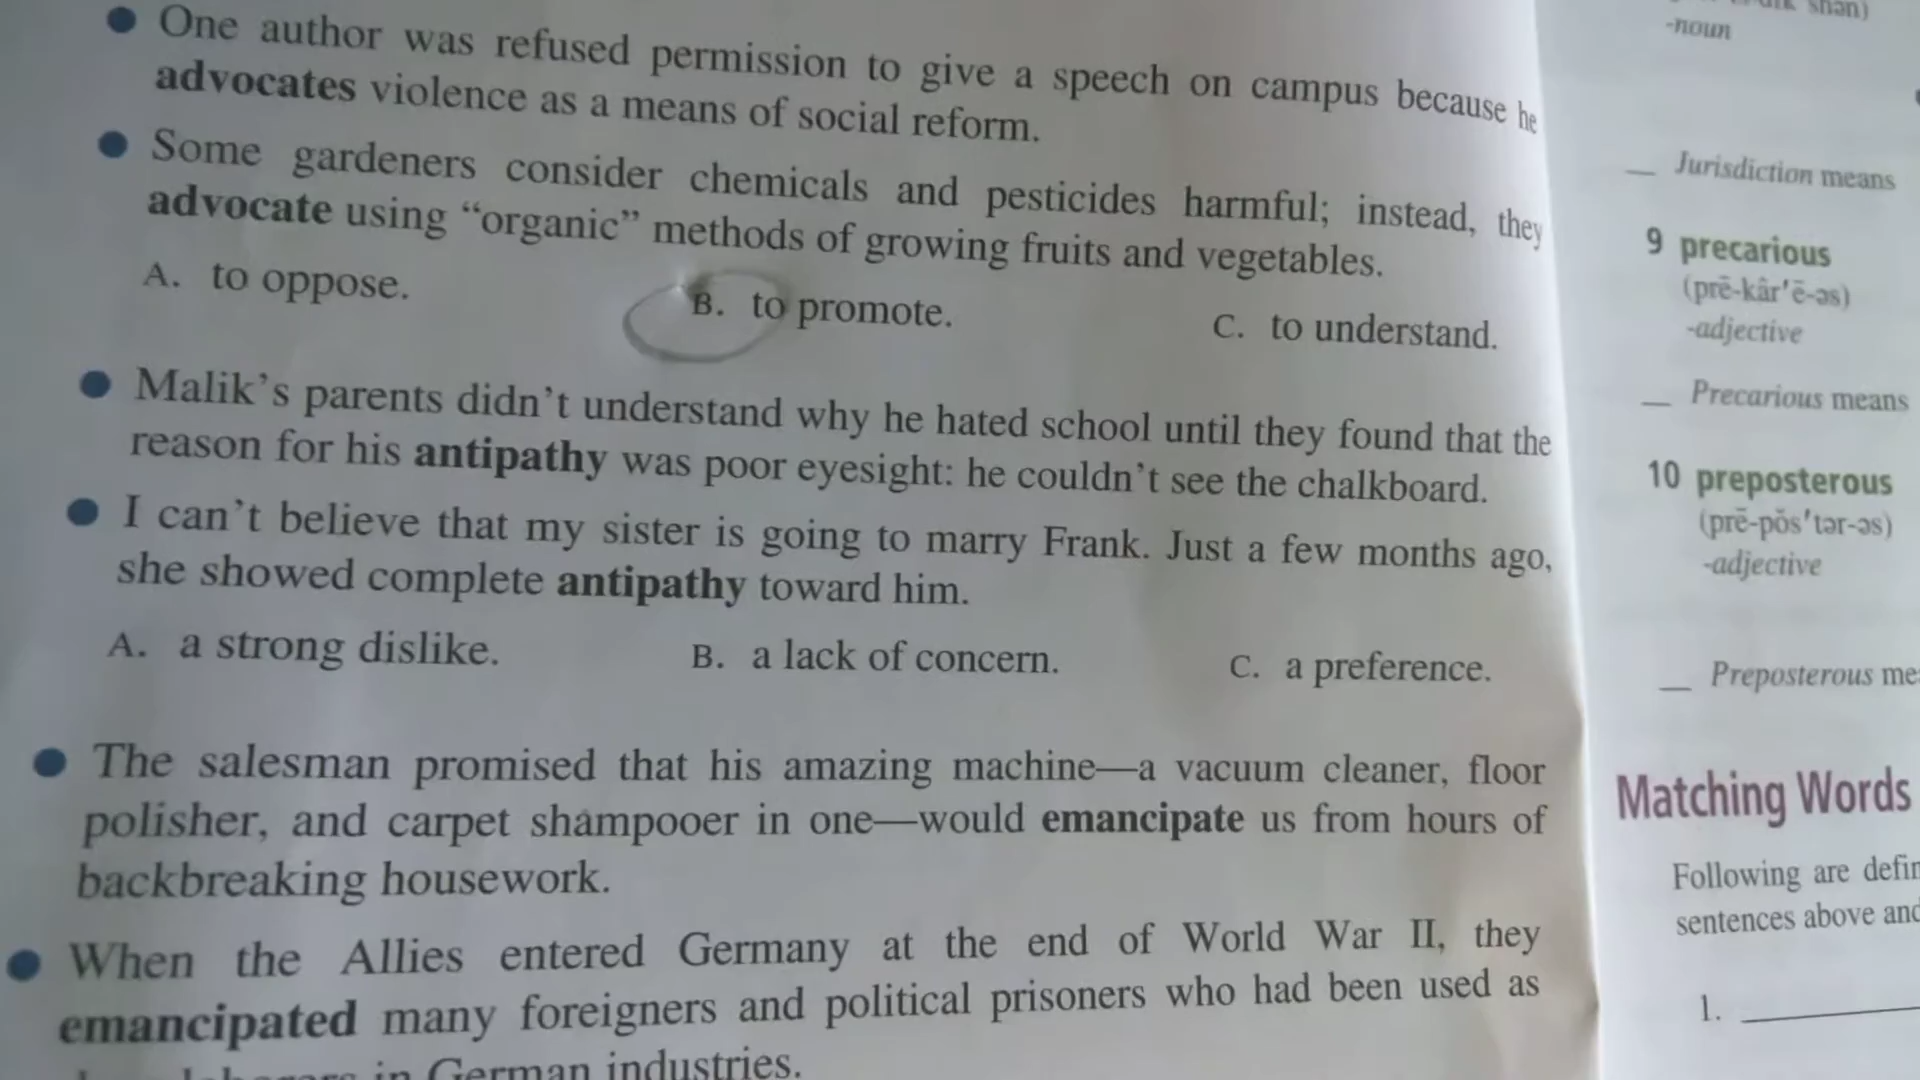 ● One author was refused permission to give a speech on campus because he
advocates violence as a means of social reform.
● Some gardeners consider chemicals and pesticides harmful; instead, they
advocate using “organic” methods of growing fruits and vegetables.
A. to oppose. B. to promote. C. to understand.
● Malik’s parents didn’t understand why he hated school until they found that the
reason for his antipathy was poor eyesight: he couldn’t see the chalkboard.
● I can’t believe that my sister is going to marry Frank. Just a few months ago,
she showed complete antipathy toward him.
A. a strong dislike. B. a lack of concern. C. a preference.
● The salesman promised that his amazing machine—a vacuum cleaner, floor
polisher, and carpet shampooer in one—would emancipate us from hours of
backbreaking housework.
● When the Allies entered Germany at the end of World War II, they
emancipated many foreigners and political prisoners who had been used as
in German industries.
-noun
__ Jurisdiction means
9 precarious
(prē-kâr′ē-əs)
-adjective
__ Precarious means
10 preposterous
(prē-pŏs′tər-əs)
-adjective
__ Preposterous
Matching Words
Following are
sentences above
1. ________